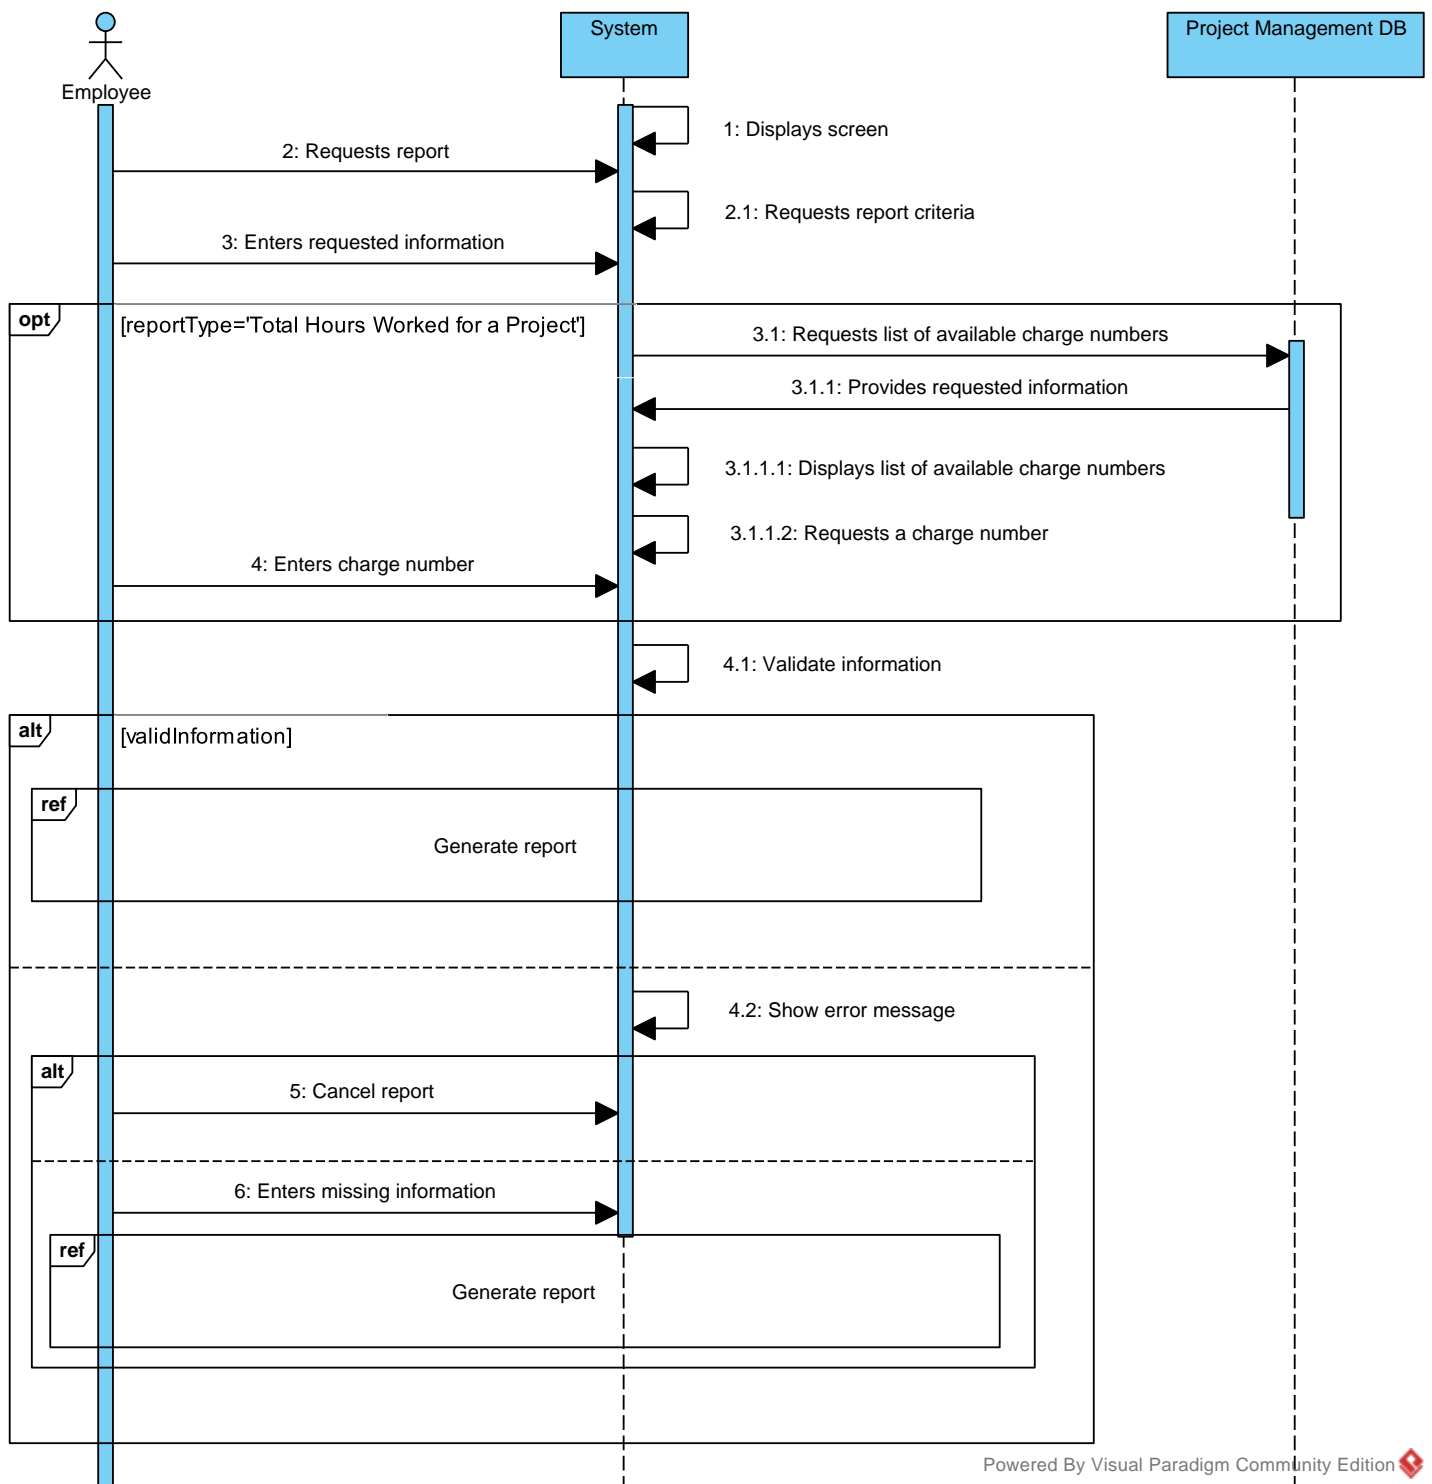 System
Project Management DB
Employee
1: Displays screen
2: Requests report
2.1: Requests report criteria
3: Enters requested information
opt
[reportType='Total Hours Worked for a Project']
3.1: Requests list of available charge numbers
3.1.1: Provides requested information
3.1.1.1: Displays list of available charge numbers
3.1.1.2: Requests a charge number
4: Enters charge number
4.1: Validate information
alt
[validInformation]
ref
Generate report
4.2: Show error message
alt
5: Cancel report
6: Enters missing information
ref
Generate report
Powered By Visual Paradigm Community Edition